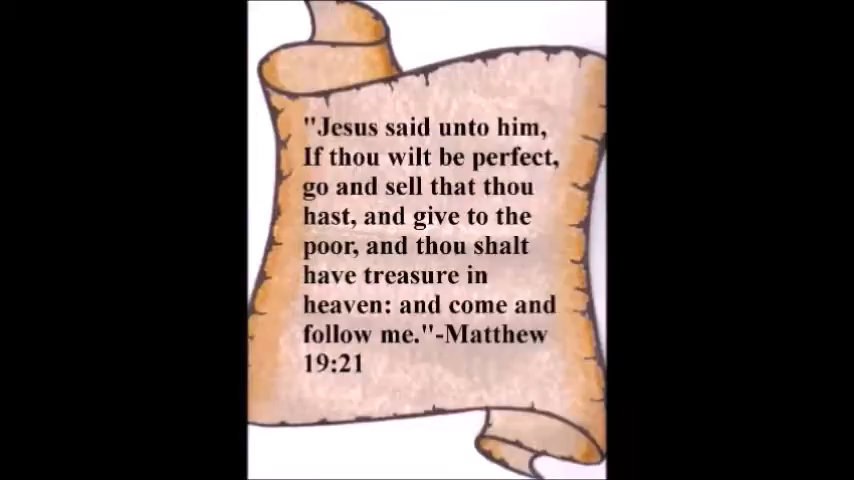 "Jesus said unto him,
If thou wilt be perfect,
go and sell that thou
hast, and give to the
poor, and thou shalt
have treasure in
heaven: and come and
follow me."-Matthew
19:21